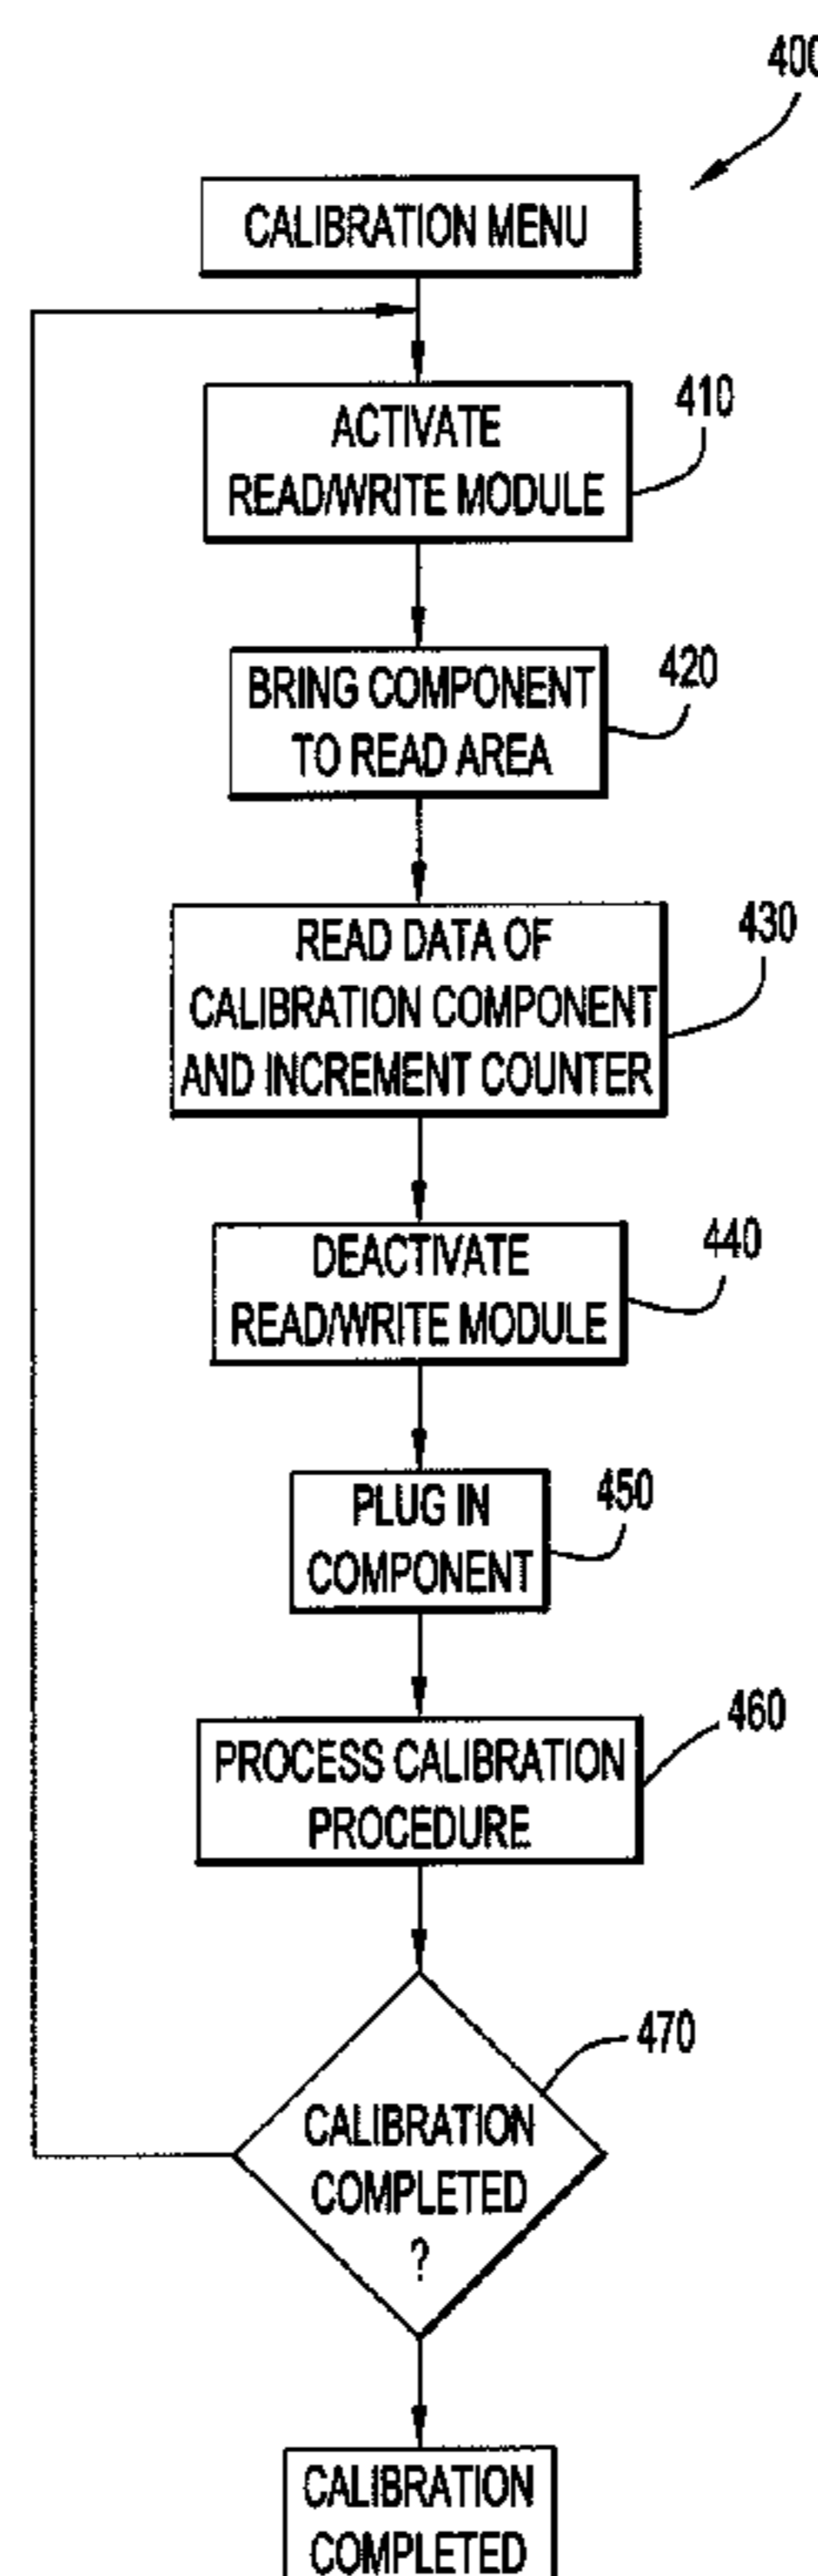 400
CALIBRATION MENU
ACTIVATE
READ/WRITE MODULE
410
BRING COMPONENT
TO READ AREA
420
READ DATA OF
CALIBRATION COMPONENT
AND INCREMENT COUNTER
430
DEACTIVATE
READ/WRITE MODULE
440
PLUG IN
COMPONENT
450
PROCESS CALIBRATION
PROCEDURE
460
CALIBRATION
COMPLETED
?
470
CALIBRATION
COMPLETED